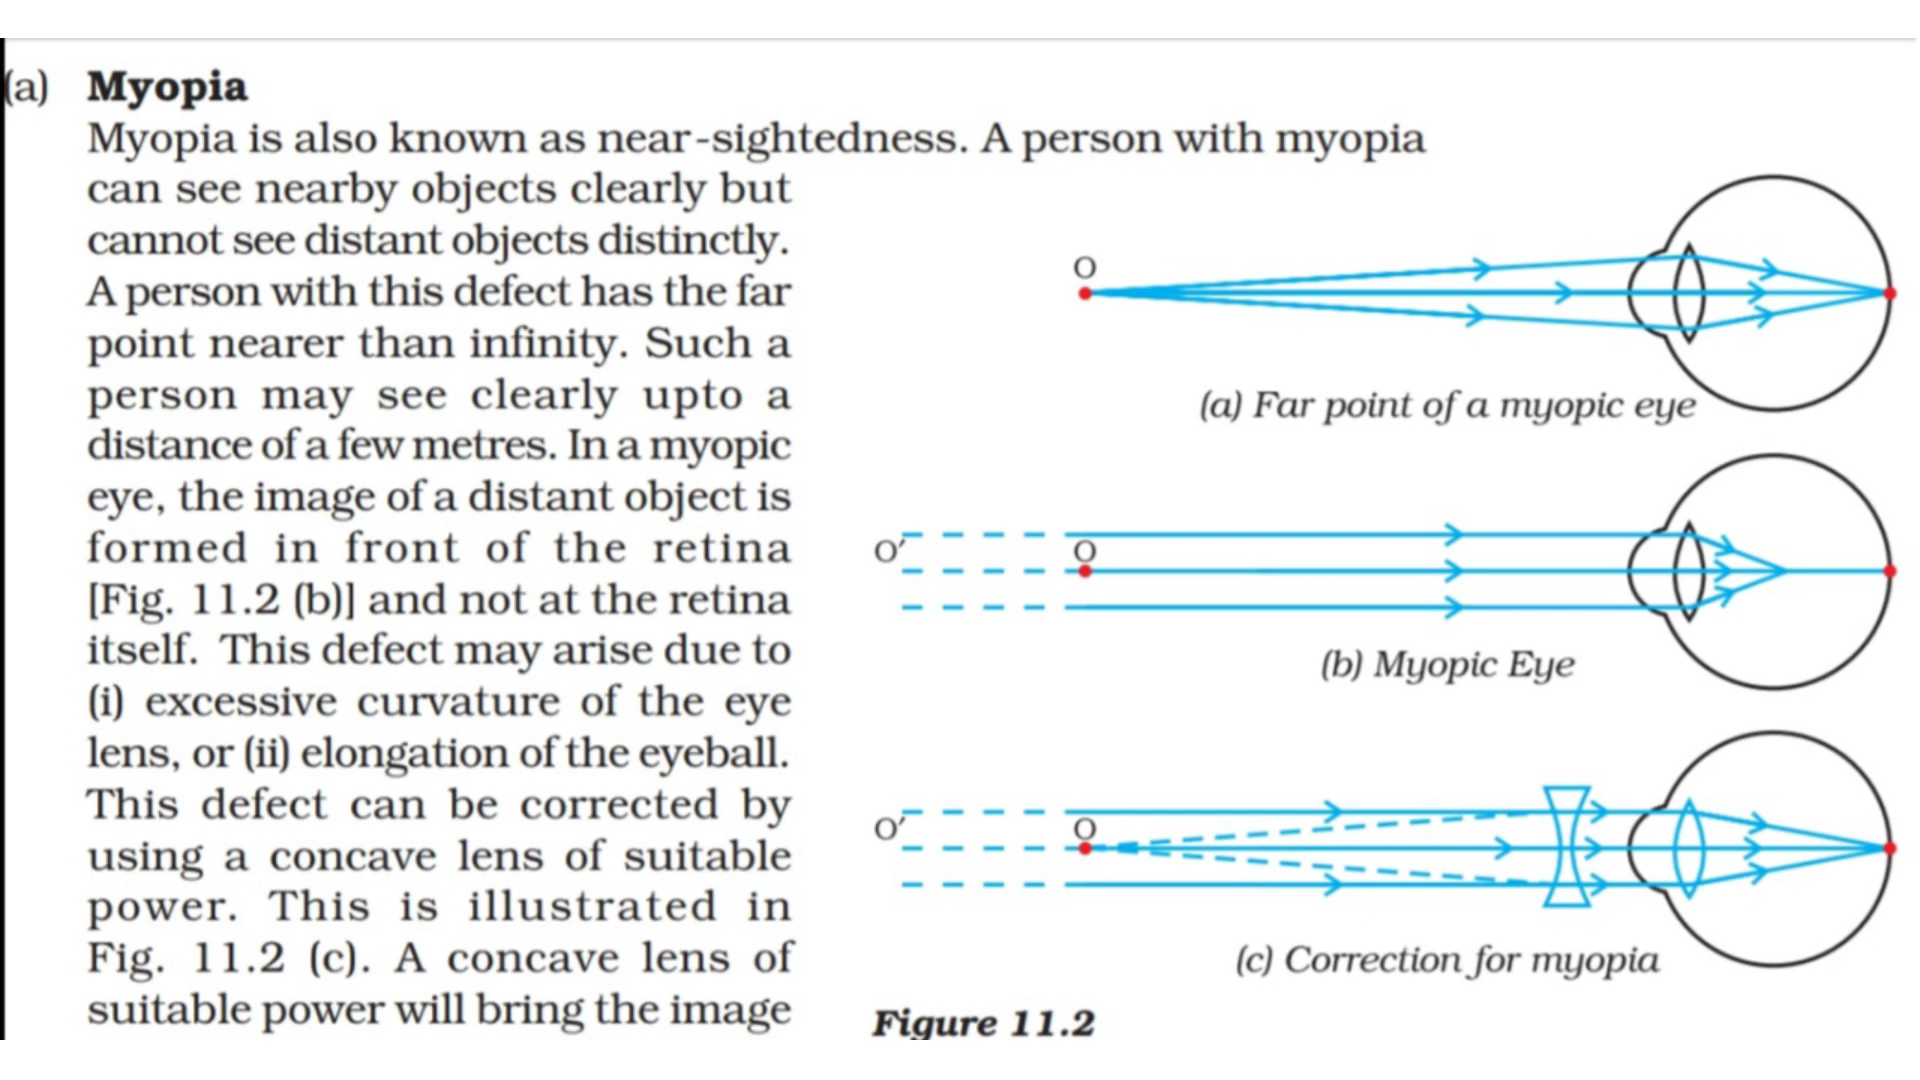 (a) Myopia
Myopia is also known as near-sightedness. A person with myopia
can see nearby objects clearly but
cannot see distant objects distinctly.
A person with this defect has the far
point nearer than infinity. Such a
person may see clearly upto a
distance of a few metres. In a myopic
eye, the image of a distant object is
formed in front of the retina
[Fig. 11.2 (b)] and not at the retina
itself. This defect may arise due to
(i) excessive curvature of the eye
lens, or (ii) elongation of the eyeball.
This defect can be corrected by
using a concave lens of suitable
power. This is illustrated in
Fig. 11.2 (c). A concave lens of
suitable power will bring the image
O
(a) Far point of a myopic eye
O′ O
(b) Myopic Eye
O′ O
(c) Correction for myopia
Figure 11.2